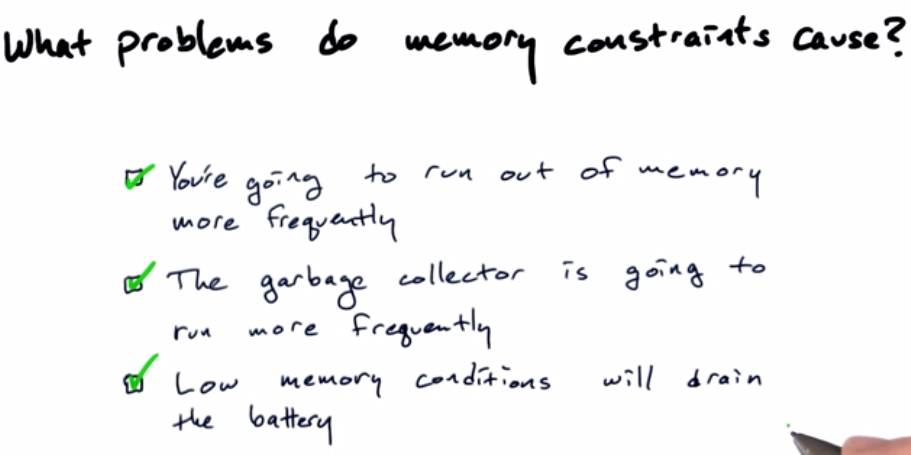 What problems do memory constraints cause?
You're going to run out of memory
more frequently
The garbage collector is going to
run more frequently
Low memory conditions will drain
the battery